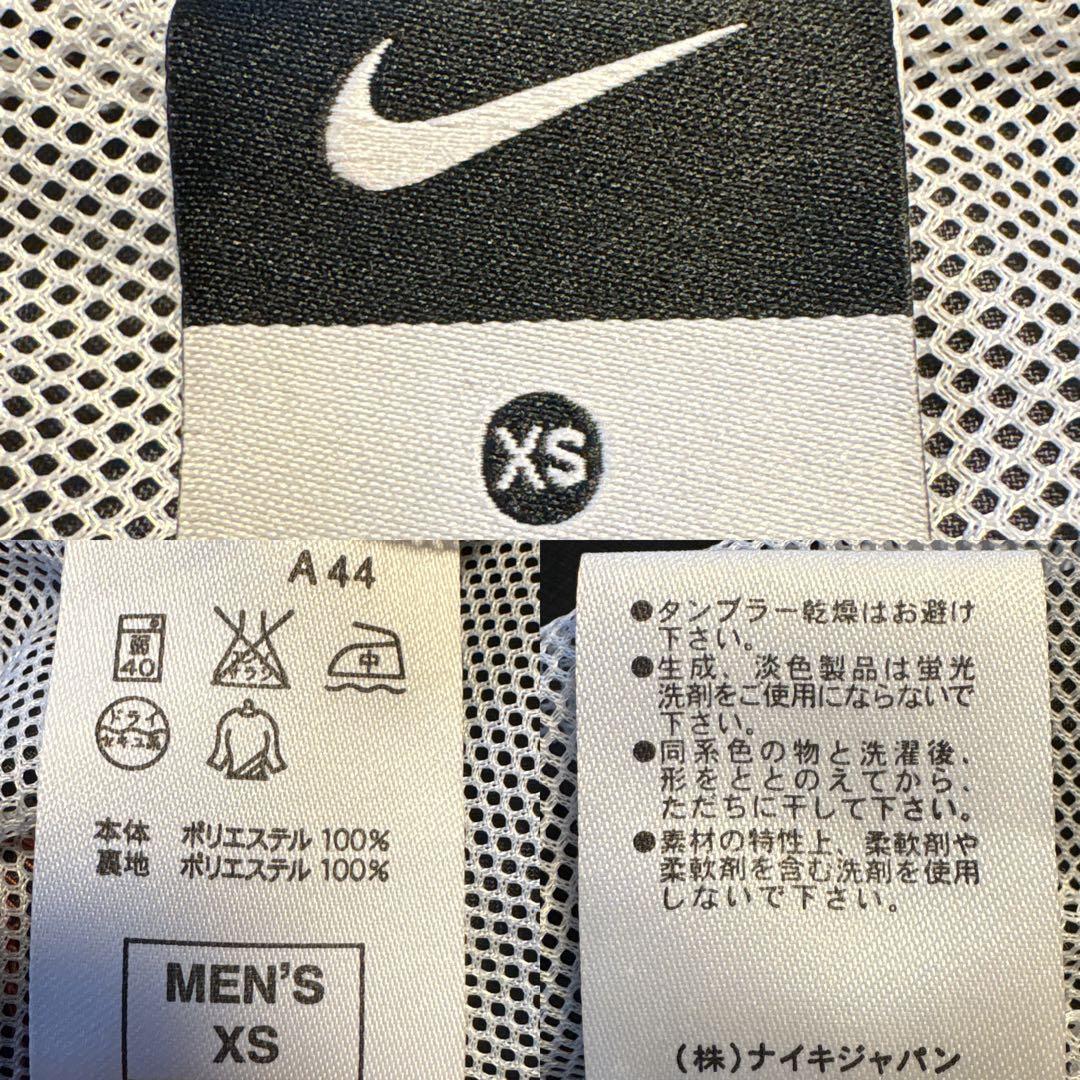 XS
A 44
弱
40
エンソ
サラシ
中
ドライ
セキユ系
本体 ポリエステル 100%
裏地 ポリエステル 100%
MEN'S
XS
●タンブラー乾燥はお避け
下さい。
●生成、淡色製品は蛍光
洗剤をご使用にならないで
下さい。
●同系色の物と洗濯後、
形をととのえてから、
ただちに干して下さい。
●素材の特性上、柔軟剤や
柔軟剤を含む洗剤を使用
しないで下さい。
(株)ナイキジャパン